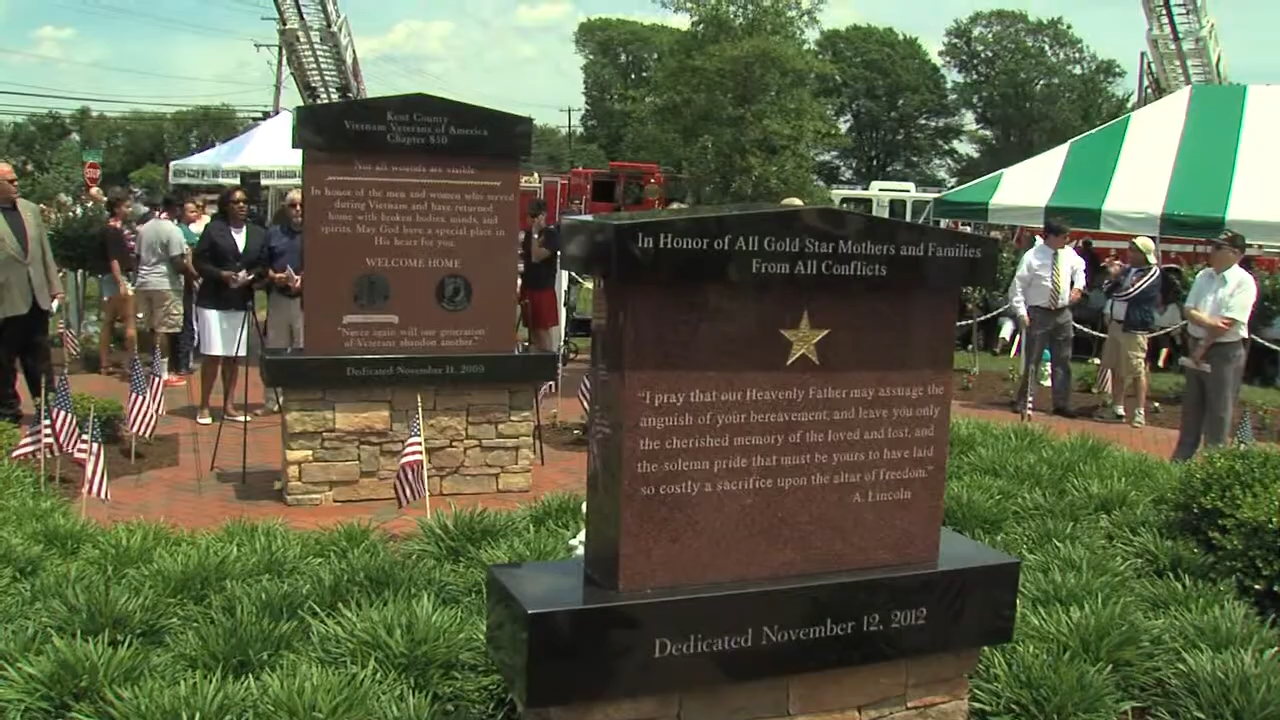 Kent County
Vietnam Veterans of America
Chapter 850
Not all wounds are visible.
In honor of the men and women who served
during Vietnam and have returned
home with broken bodies, minds, and
spirits. May God have a special place in
His heart for you.
WELCOME HOME
"Never again will one generation
of Veterans abandon another."
Dedicated November 11, 2009
STOP
In Honor of All Gold Star Mothers and Families
From All Conflicts
"I pray that our Heavenly Father may assuage the
anguish of your bereavement, and leave you only
the cherished memory of the loved and lost, and
the solemn pride that must be yours to have laid
so costly a sacrifice upon the altar of freedom."
A. Lincoln
Dedicated November 12, 2012